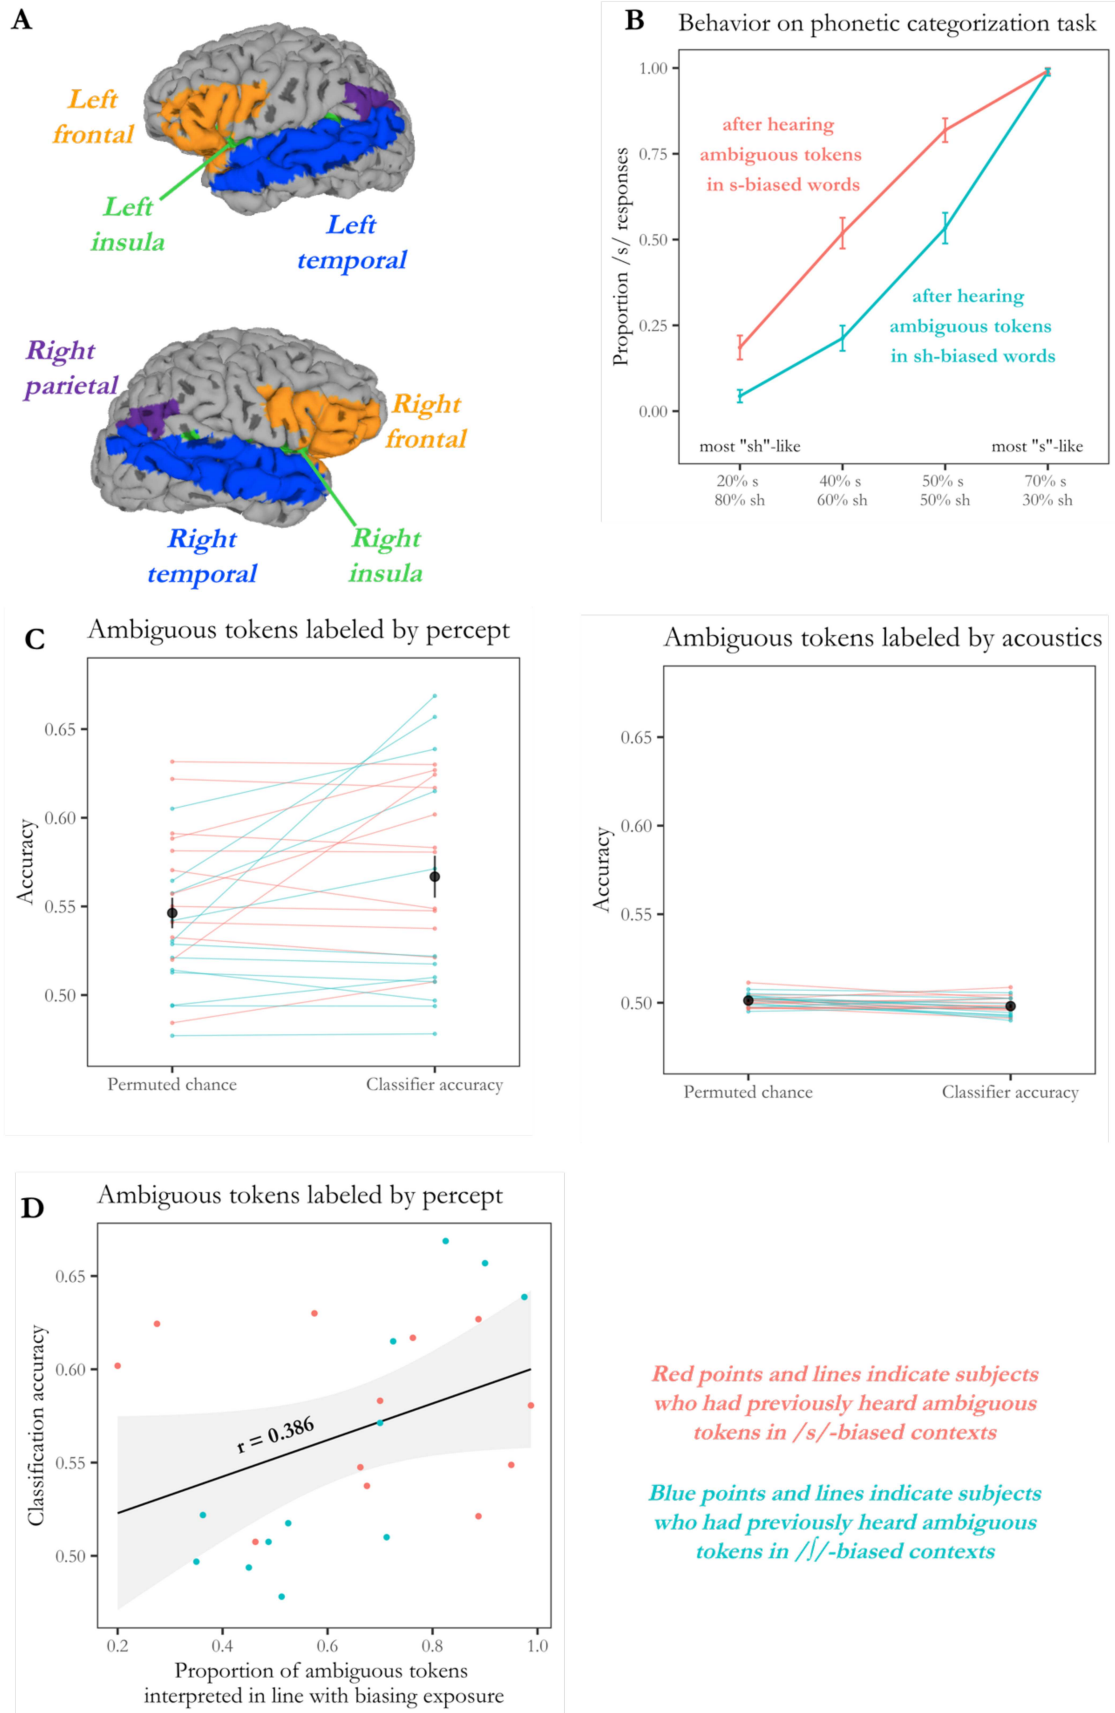 A
Left
frontal
Left
insula
Left
temporal
Right
parietal
Right
frontal
Right
temporal
Right
insula
B
Behavior on phonetic categorization task
Proportion /s/ responses
1.00
0.75
0.50
0.25
0.00
after hearing
ambiguous tokens
in s-biased words
after hearing
ambiguous tokens
in sh-biased words
most "sh"-like
most "s"-like
20% s
80% sh
40% s
60% sh
50% s
50% sh
70% s
30% sh
C
Ambiguous tokens labeled by percept
Accuracy
0.65
0.60
0.55
0.50
Permuted chance
Classifier accuracy
Ambiguous tokens labeled by acoustics
Accuracy
0.65
0.60
0.55
0.50
Permuted chance
Classifier accuracy
D
Ambiguous tokens labeled by percept
Classification accuracy
0.65
0.60
0.55
0.50
r = 0.386
0.2
0.4
0.6
0.8
1.0
Proportion of ambiguous tokens
interpreted in line with biasing exposure
Red points and lines indicate subjects
who had previously heard ambiguous
tokens in /s/-biased contexts
Blue points and lines indicate subjects
who had previously heard ambiguous
tokens in /ʃ/-biased contexts